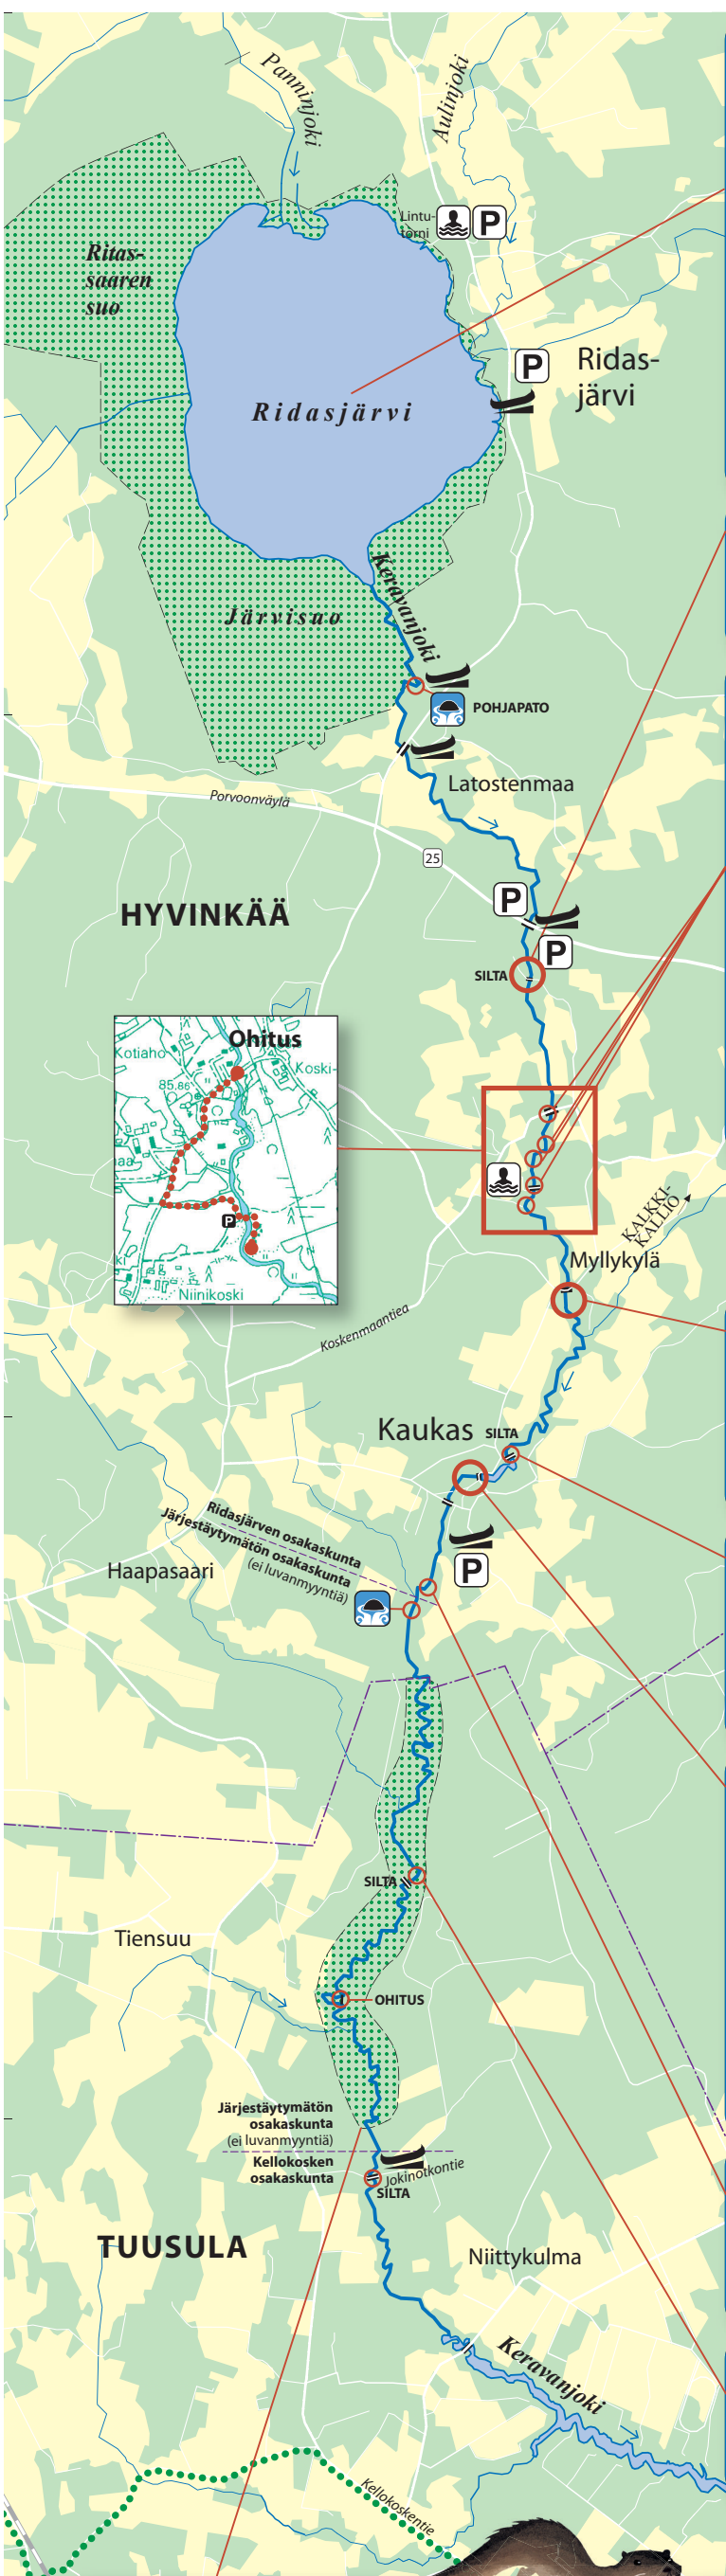 Panninjoki
Aulinjoki
Lintu-
torni
P
Ritas-
saaren
suo
P
Ridas-
järvi
Ridasjärvi
Keravanjoki
Järvisuo
POHJAPATO
Latostenmaa
Porvoonväylä
25
P
HYVINKÄÄ
P
SILTA
Ohitus
Kotiaho
Koski-
85.86
aa
P
ki
Niinikoski
KALKKI-
KALLIO
Myllykylä
Koskenmaantiea
Kaukas
SILTA
Ridasjärven osakaskunta
Järjestäytymätön osakaskunta
(ei luvanmyyntiä)
Haapasaari
P
SILTA
Tiensuu
OHITUS
Järjestäytymätön
osakaskunta
(ei luvanmyyntiä)
Kellokosken
osakaskunta
Jokinotkontie
SILTA
TUUSULA
Niittykulma
Keravanjoki
Kellokoskentie